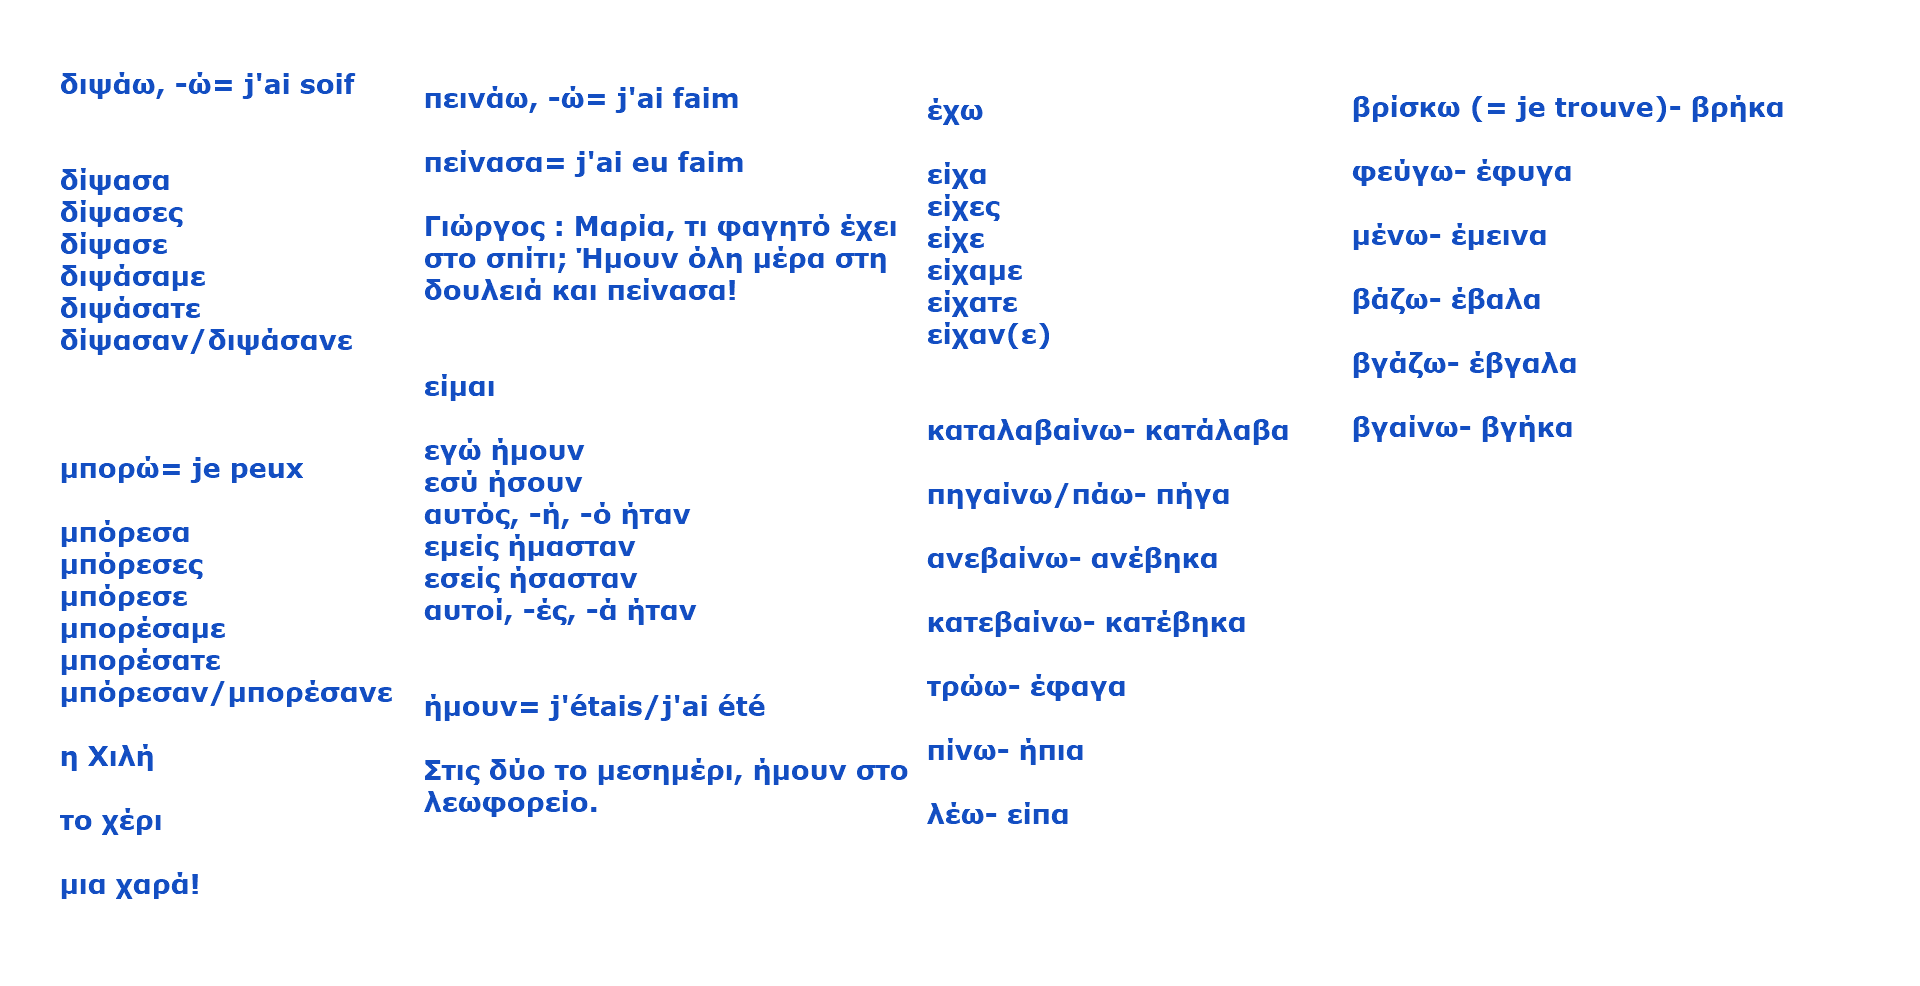 διψάω, -ώ= j'ai soif
δίψασα
δίψασες
δίψασε
διψάσαμε
διψάσατε
δίψασαν/διψάσανε
μπορώ= je peux
μπόρεσα
μπόρεσες
μπόρεσε
μπορέσαμε
μπορέσατε
μπόρεσαν/μπορέσανε
η Χιλή
το χέρι
μια χαρά!
πεινάω, -ώ= j'ai faim
πείνασα= j'ai eu faim
Γιώργος : Μαρία, τι φαγητό έχει
στο σπίτι; Ήμουν όλη μέρα στη
δουλειά και πείνασα!
είμαι
εγώ ήμουν
εσύ ήσουν
αυτός, -ή, -ό ήταν
εμείς ήμασταν
εσείς ήσασταν
αυτοί, -ές, -ά ήταν
ήμουν= j'étais/j'ai été
Στις δύο το μεσημέρι, ήμουν στο
λεωφορείο.
έχω
είχα
είχες
είχε
είχαμε
είχατε
είχαν(ε)
καταλαβαίνω- κατάλαβα
πηγαίνω/πάω- πήγα
ανεβαίνω- ανέβηκα
κατεβαίνω- κατέβηκα
τρώω- έφαγα
πίνω- ήπια
λέω- είπα
βρίσκω (= je trouve)- βρήκα
φεύγω- έφυγα
μένω- έμεινα
βάζω- έβαλα
βγάζω- έβγαλα
βγαίνω- βγήκα